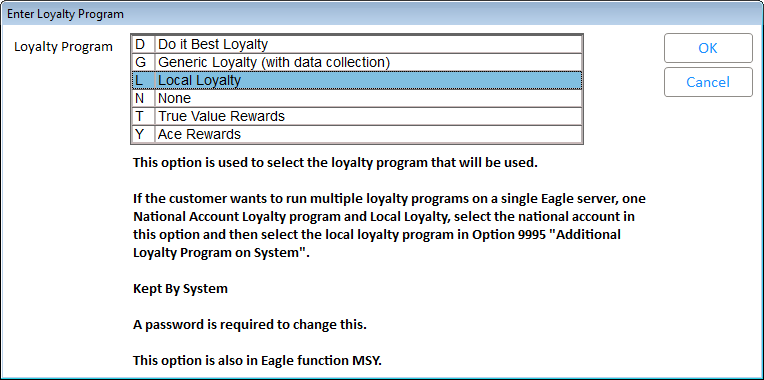 Enter Loyalty Program
Loyalty Program
D Do it Best Loyalty
G Generic Loyalty (with data collection)
L Local Loyalty
N None
T True Value Rewards
Y Ace Rewards
OK
Cancel
This option is used to select the loyalty program that will be used.
If the customer wants to run multiple loyalty programs on a single Eagle server, one
National Account Loyalty program and Local Loyalty, select the national account in
this option and then select the local loyalty program in Option 9995 "Additional
Loyalty Program on System".
Kept By System
A password is required to change this.
This option is also in Eagle function MSY.